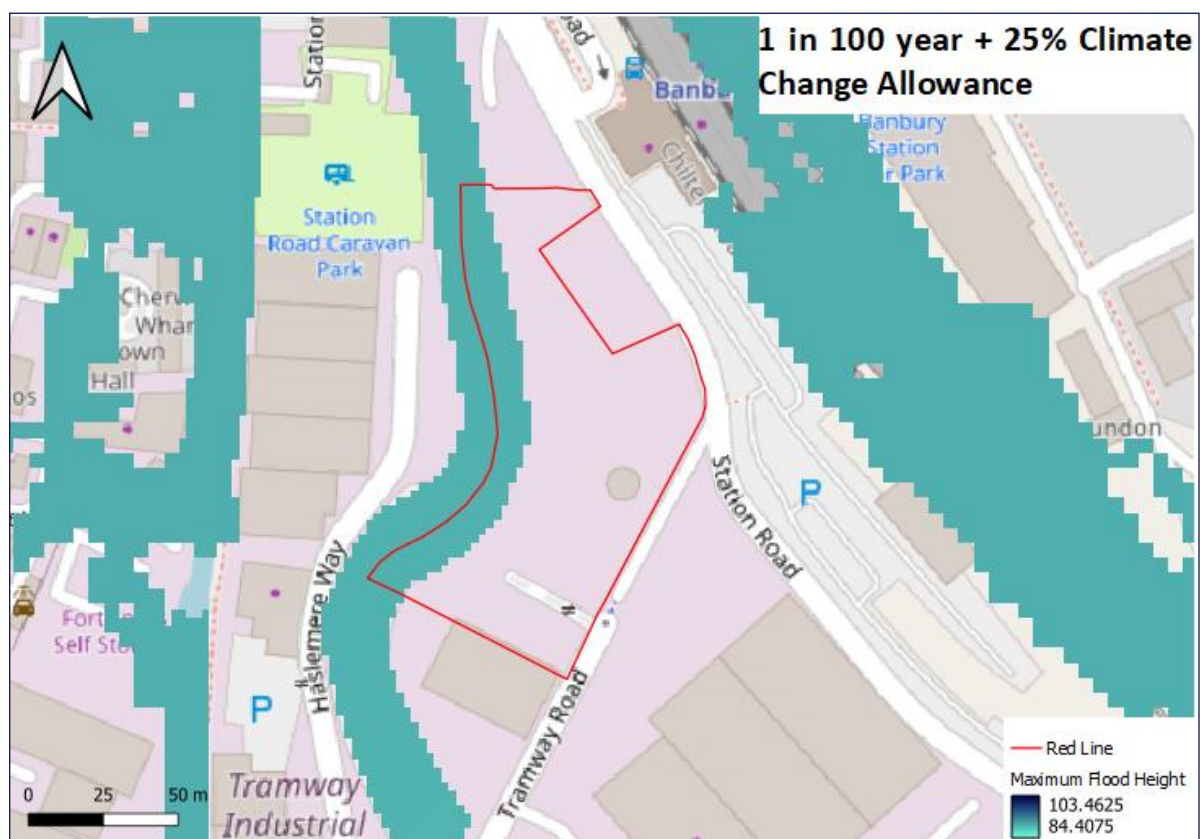 1 in 100 year + 25% Climate
Change Allowance
Station
Banbury
Station
Park
Station
Road Caravan
Park
Hall
P
Station Road
Haslemere Way
Self
P
Tramway Road
Tramway
Industrial
0 25 50 m
Red Line
Maximum Flood Height
103.4625
84.4075